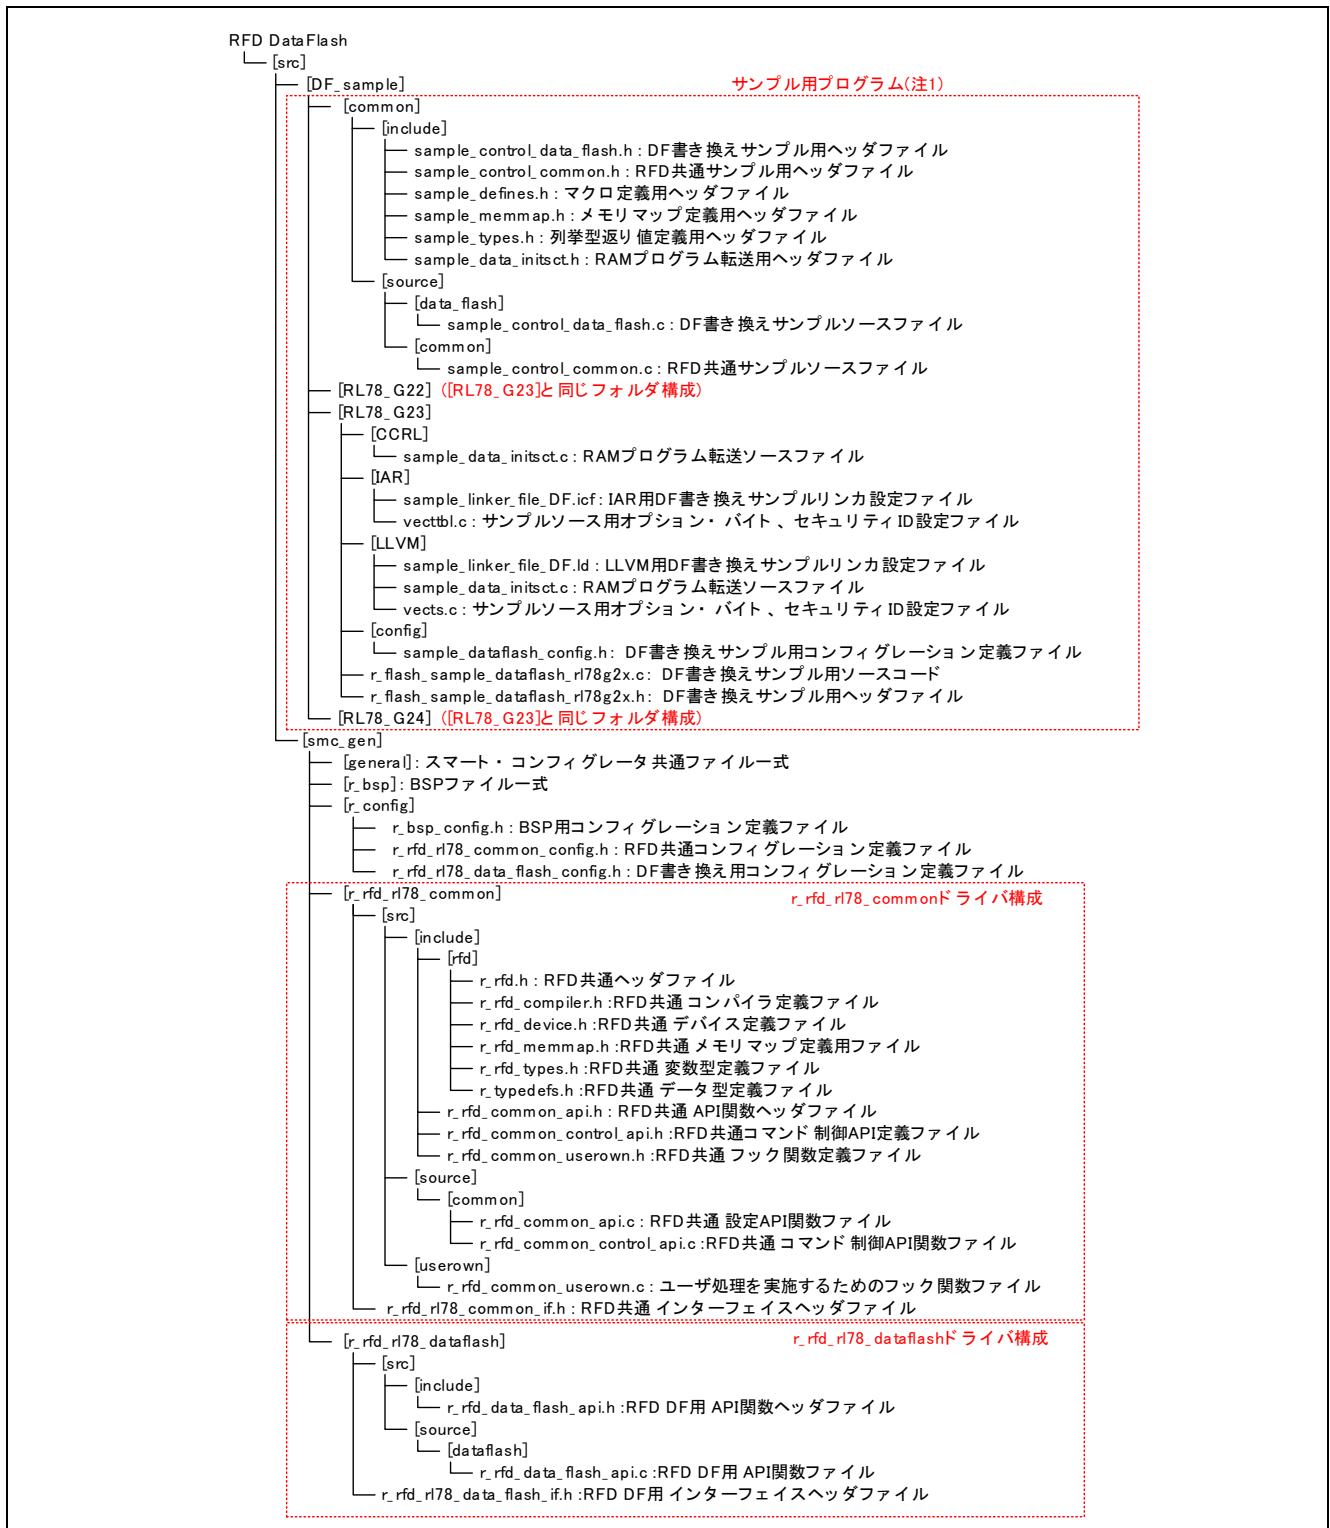 RFD DataFlash
[src]
[DF_sample]
サンプル用プログラム(注1)
[common]
[include]
sample_control_data_flash.h : DF書き換えサンプル用ヘッダファイル
sample_control_common.h : RFD共通サンプル用ヘッダファイル
sample_defines.h : マクロ定義用ヘッダファイル
sample_memmap.h : メモリマップ定義用ヘッダファイル
sample_types.h : 列挙型返り値定義用ヘッダファイル
sample_data_initsct.h : RAMプログラム転送用ヘッダファイル
[source]
[data_flash]
sample_control_data_flash.c : DF書き換えサンプルソースファイル
[common]
sample_control_common.c : RFD共通サンプルソースファイル
[RL78_G22] ([RL78_G23]と同じフォルダ構成)
[RL78_G23]
[CCRL]
sample_data_initsct.c : RAMプログラム転送ソースファイル
[IAR]
sample_linker_file_DF.icf : IAR用DF書き換えサンプルリンカ設定ファイル
vecttbl.c : サンプルソース用オプション・バイト、セキュリティID設定ファイル
[LLVM]
sample_linker_file_DF.ld : LLVM用DF書き換えサンプルリンカ設定ファイル
sample_data_initsct.c : RAMプログラム転送ソースファイル
vects.c : サンプルソース用オプション・バイト、セキュリティID設定ファイル
[config]
sample_dataflash_config.h : DF書き換えサンプル用コンフィグレーション定義ファイル
r_flash_sample_dataflash_rl78g2x.c : DF書き換えサンプル用ソースコード
r_flash_sample_dataflash_rl78g2x.h : DF書き換えサンプル用ヘッダファイル
[RL78_G24] ([RL78_G23]と同じフォルダ構成)
[smc_gen]
[general] : スマート・コンフィグレータ共通ファイル一式
[r_bsp] : BSPファイル一式
[r_config]
r_bsp_config.h : BSP用コンフィグレーション定義ファイル
r_rfd_rl78_common_config.h : RFD共通コンフィグレーション定義ファイル
r_rfd_rl78_data_flash_config.h : DF書き換え用コンフィグレーション定義ファイル
[r_rfd_rl78_common]
r_rfd_rl78_commonドライバ構成
[src]
[include]
[rfd]
r_rfd.h : RFD共通ヘッダファイル
r_rfd_compiler.h :RFD共通 コンパイラ定義ファイル
r_rfd_device.h :RFD共通 デバイス定義ファイル
r_rfd_memmap.h :RFD共通 メモリマップ定義用ファイル
r_rfd_types.h :RFD共通 変数型定義ファイル
r_typedefs.h :RFD共通 データ型定義ファイル
r_rfd_common_api.h : RFD共通 API関数ヘッダファイル
r_rfd_common_control_api.h :RFD共通コマンド制御API定義ファイル
r_rfd_common_userown.h :RFD共通 フック関数定義ファイル
[source]
[common]
r_rfd_common_api.c : RFD共通 設定API関数ファイル
r_rfd_common_control_api.c :RFD共通 コマンド制御API関数ファイル
[userown]
r_rfd_common_userown.c : ユーザ処理を実施するためのフック関数ファイル
r_rfd_rl78_common_if.h : RFD共通 インターフェイスヘッダファイル
[r_rfd_rl78_dataflash]
r_rfd_rl78_dataflashドライバ構成
[src]
[include]
r_rfd_data_flash_api.h :RFD DF用 API関数ヘッダファイル
[source]
[dataflash]
r_rfd_data_flash_api.c :RFD DF用 API関数ファイル
r_rfd_rl78_data_flash_if.h :RFD DF用 インターフェイスヘッダファイル